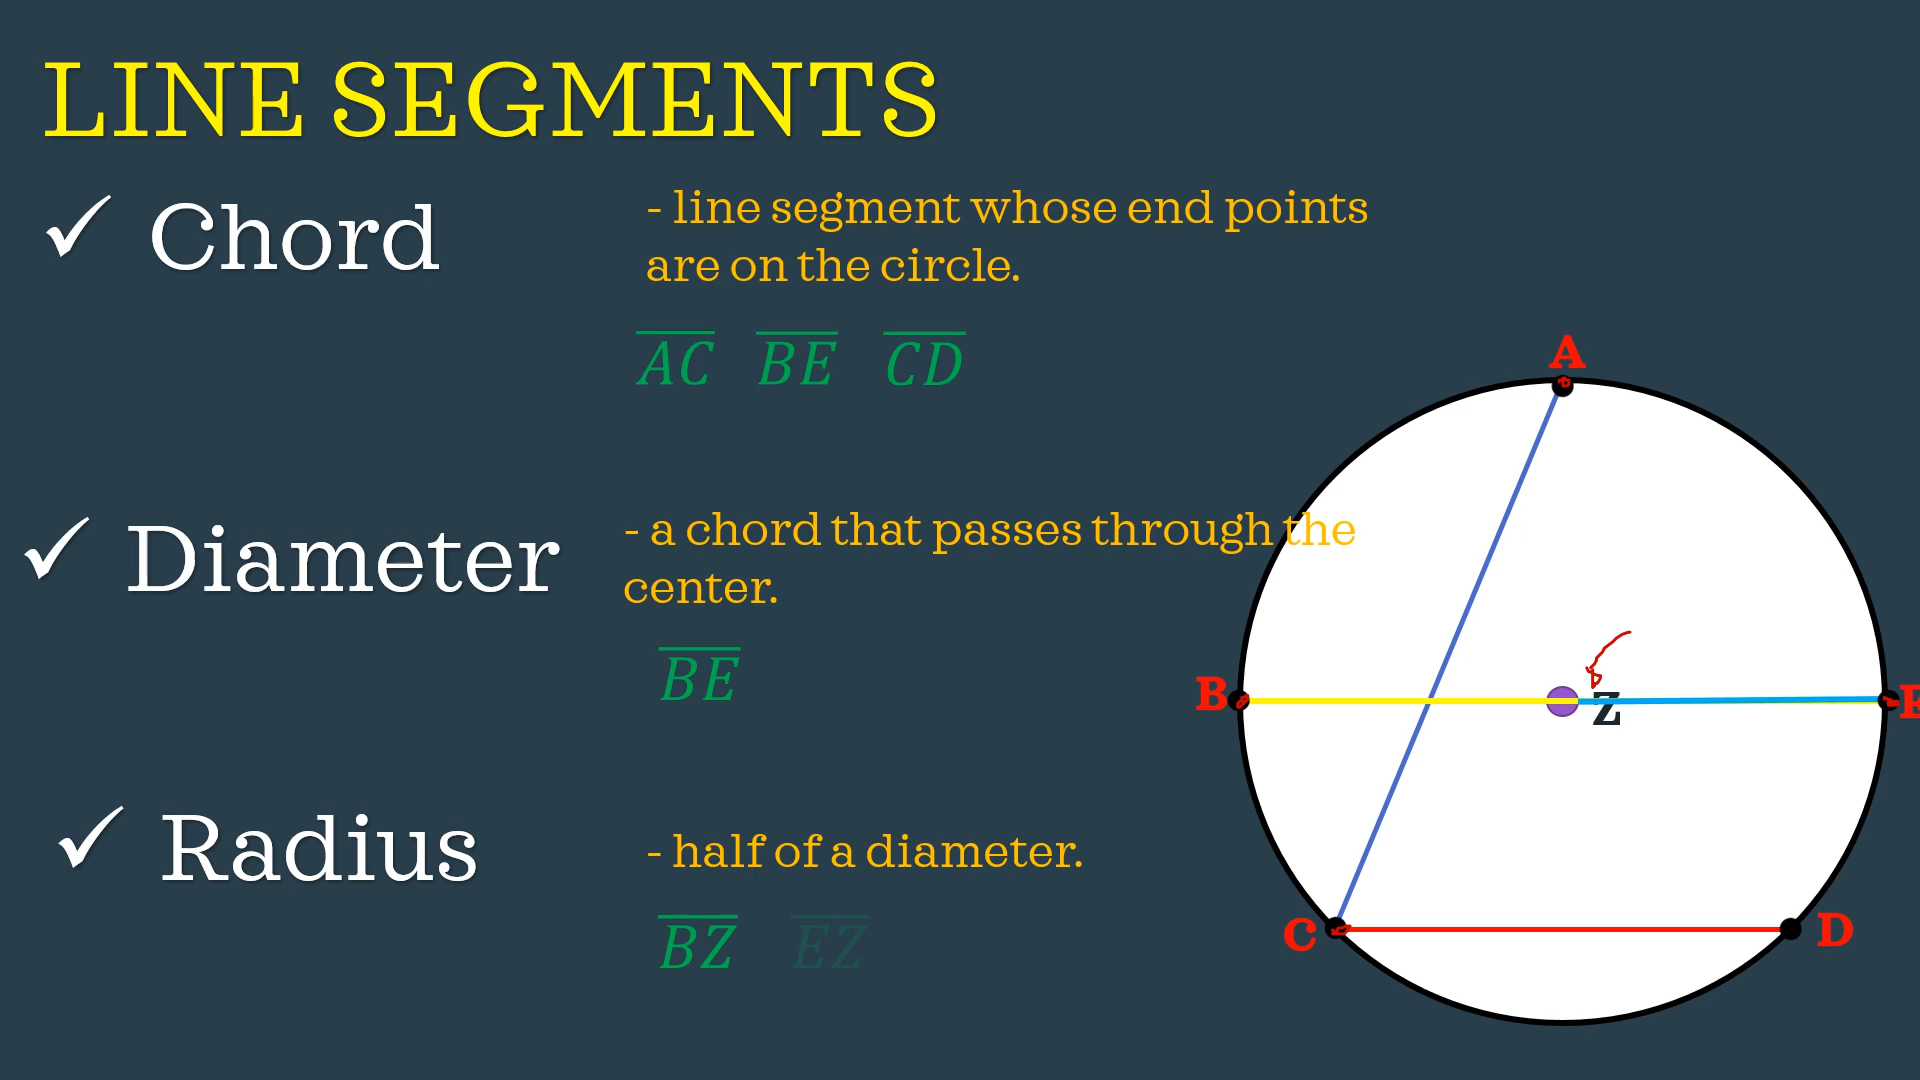 LINE SEGMENTS
✓ Chord
- line segment whose end points
are on the circle.
AC BE CD
✓ Diameter
- a chord that passes through the
center.
BE
✓ Radius
- half of a diameter.
BZ EZ
A
B
Z
E
C
D